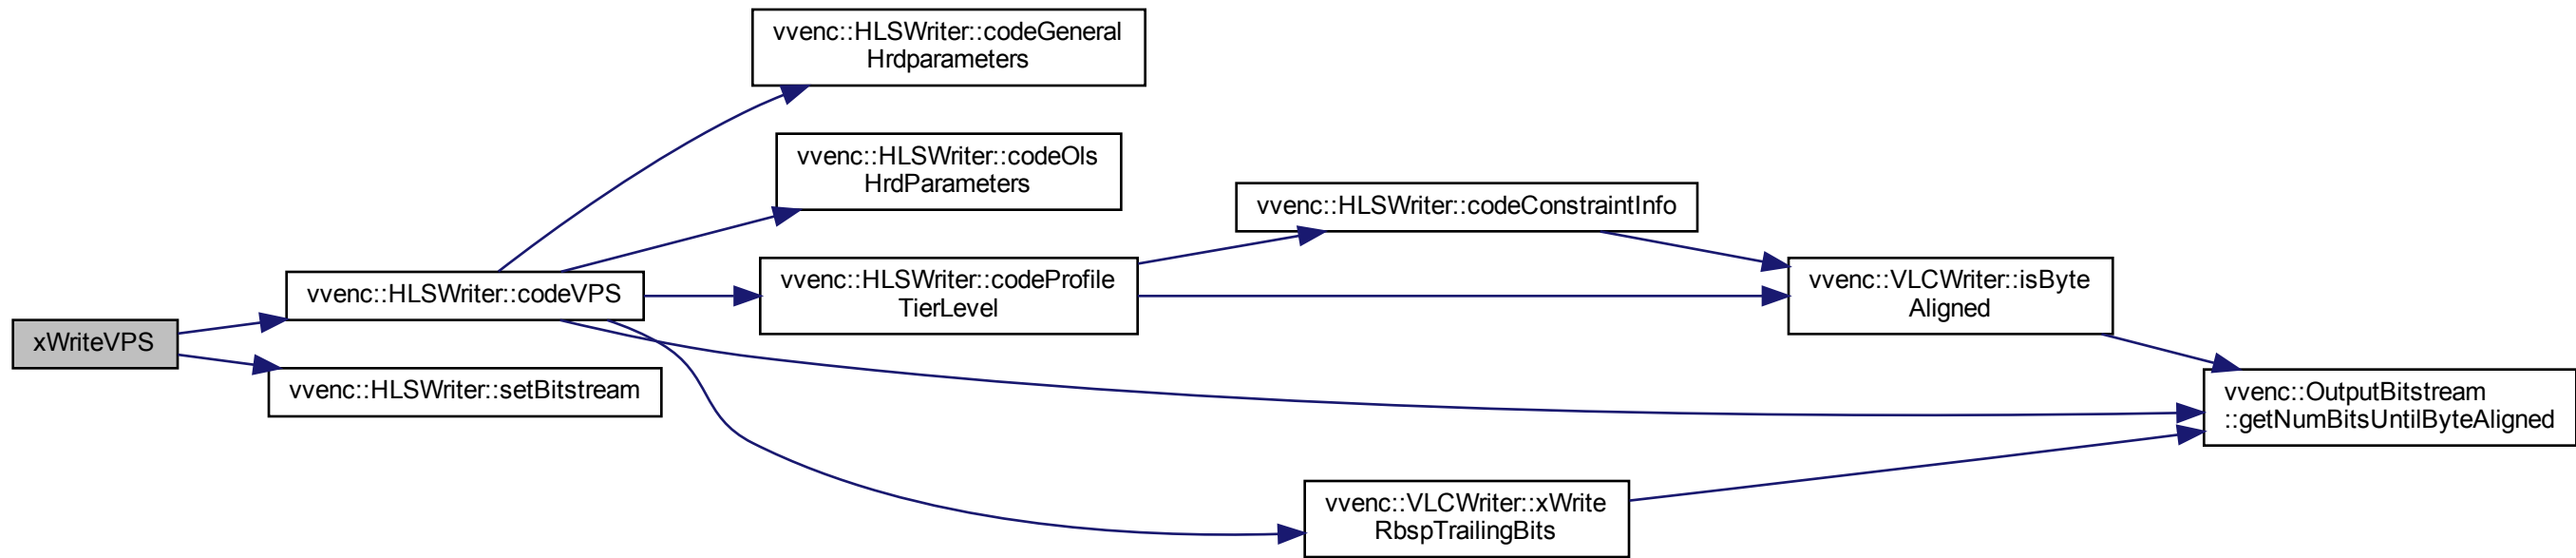 vvenc::HLSWriter::codeGeneral
Hrdparameters
vvenc::HLSWriter::codeOls
HrdParameters
vvenc::HLSWriter::codeConstraintInfo
vvenc::HLSWriter::codeProfile
TierLevel
vvenc::VLCWriter::isByte
Aligned
vvenc::HLSWriter::codeVPS
xWriteVPS
vvenc::HLSWriter::setBitstream
vvenc::OutputBitstream
::getNumBitsUntilByteAligned
vvenc::VLCWriter::xWrite
RbspTrailingBits